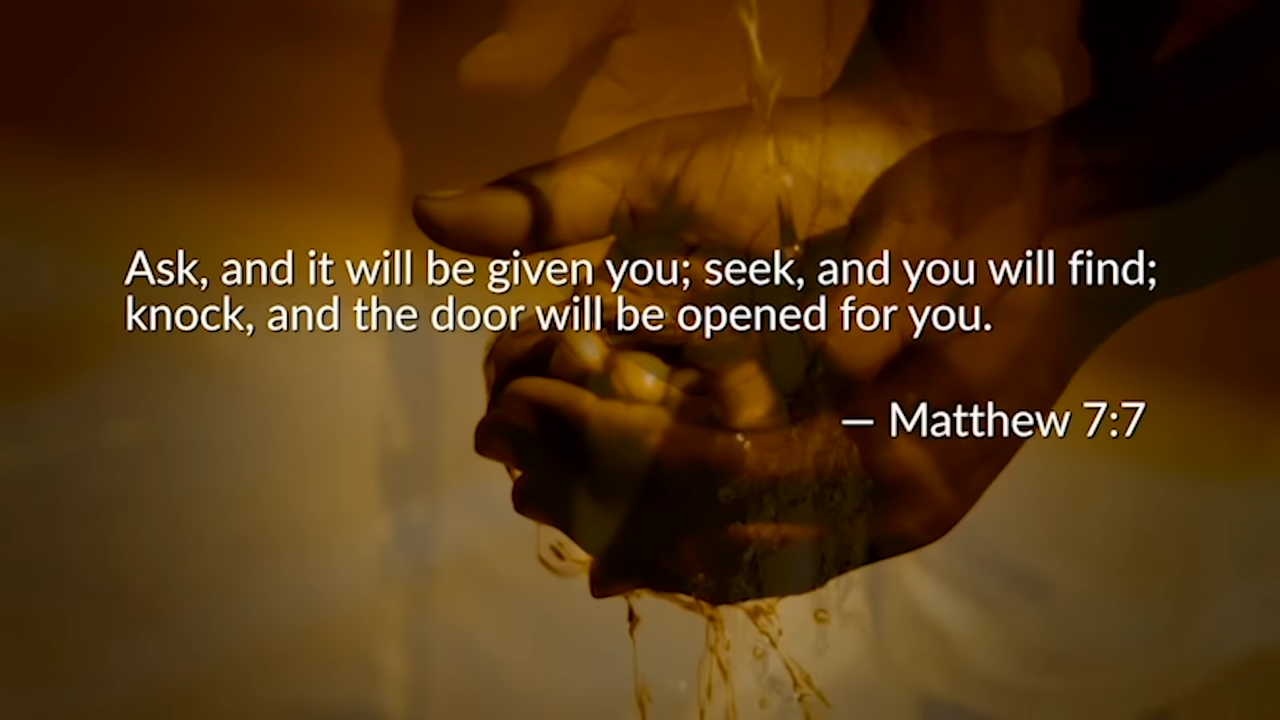 Ask, and it will be given you; seek, and you will find;
knock, and the door will be opened for you.
— Matthew 7:7